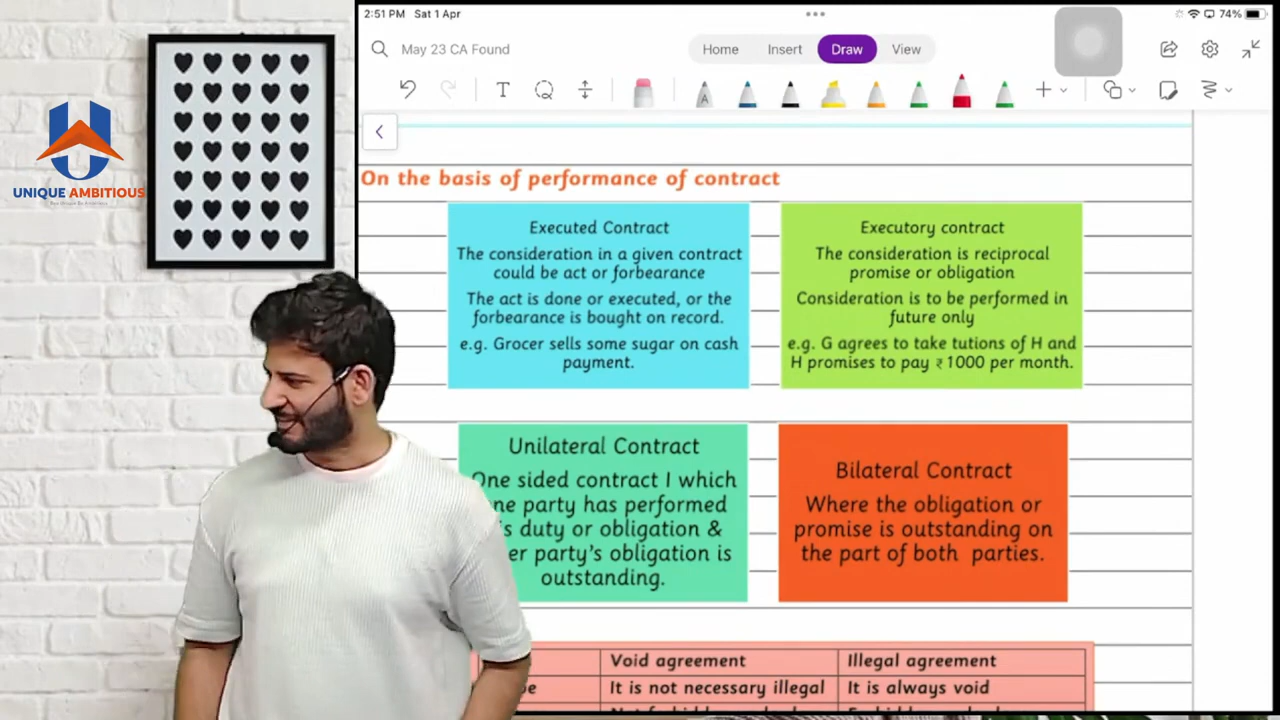 2:51 PM Sat 1 Apr
74%
May 23 CA Found
Home Insert Draw View
UNIQUE AMBITIOUS
On the basis of performance of contract
Executed Contract
The consideration in a given contract
could be act or forbearance
The act is done or executed, or the
forbearance is bought on record.
e.g. Grocer sells some sugar on cash
payment.
Executory contract
The consideration is reciprocal
promise or obligation
Consideration is to be performed in
future only
e.g. G agrees to take tutions of H and
H promises to pay ₹1000 per month.
Unilateral Contract
One sided contract I which
ne party has performed
s duty or obligation &
er party's obligation is
outstanding.
Bilateral Contract
Where the obligation or
promise is outstanding on
the part of both parties.
Void agreement Illegal agreement
It is not necessary illegal It is always void